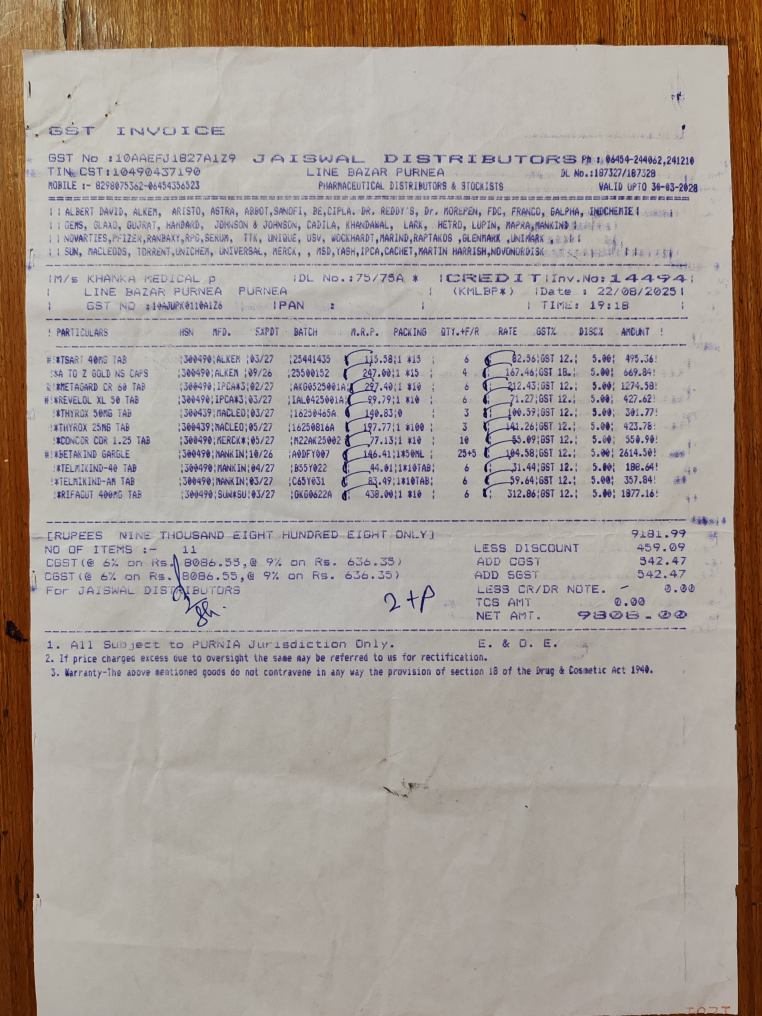 GST INVOICE
GST No :10AAEFJ1827A1Z9 JAISWAL DISTRIBUTORS Ph : 06454-244062,241210
TIN CST:10490437190 LINE BAZAR PURNEA DL No.:187327/187328
MOBILE :- 8298075362-06454356523 PHARMACEUTICAL DISTRIBUTORS & STOCKISTS VALID UPTO 30-03-2028
!! ALBERT DAVID, ALKEM, ARISTO, ASTRA, ABBOT,SANOFI, BE,CIPLA. DR. REDDY'S, Dr. MOREPEN, FDC, FRANCO, GALPHA, INDCHEMIE!
!! GEMS, GLAXO, GUJRAT, HAMDARD, JOHNSON & JOHNSON, CADILA, KHANDAWAL, LARK, HETRO, LUPIN, MAPRA,MANKIND !
!! NOVARTIES,PFIZER,RANBAXY,RPG,SERUM, TTK, UNIQUE, USV, WOCKHARDT,MARIND,RAPTAKOS ,GLENMARK ,UNIMARK
!! SUN, MACLEODS, TORRENT,UNICHEM, UNIVERSAL, MERCK, , MBD,YASH,IPCA,CACHET,MARTIN HARRISH,NOVONORDISK
!M/s KHANKA MEDICAL p !DL No.:75/75A * !CREDIT!Inv.No:14494!
! LINE BAZAR PURNEA PURNEA ! (KMLBP*) !Date : 22/08/2025!
! GST NO :10AJUPK0110A1Z6 !PAN : ! ! TIME: 19:18 !
! PARTICULARS HSN MFD. EXPDT BATCH M.R.P. PACKING QTY.+F/R RATE GST% DISC% AMOUNT !
#!*TSART 40MG TAB !300490!ALKEM !03/27 !25441435 115.58!1 *15 ! 6 82.56!GST 12.! 5.00! 495.36!
!*A TO Z GOLD NS CAPS !300490!ALKEM !09/26 !25500152 247.00!1 *15 ! 4 167.46!GST 18.! 5.00! 669.84!
!*METAGARD CR 60 TAB !300490!IPCA*3!02/27 !AKG0525001A! 297.40!1 *10 ! 6 212.43!GST 12.! 5.00! 1274.58!
#!*REVELOL XL 50 TAB !300490!IPCA*3!03/27 !IAL0425001A! 99.79!1 *10 ! 6 71.27!GST 12.! 5.00! 427.62!
!*THYROX 50MG TAB !300439!MACLEO!03/27 !16250465A 140.83!0 ! 3 100.59!GST 12.! 5.00! 301.77!
!*THYROX 25MG TAB !300439!MACLEO!05/27 !16250816A 197.77!1 *100 ! 3 141.26!GST 12.! 5.00! 423.78!
!*CONCOR COR 1.25 TAB !300490!MERCK*!05/27 !M22AK25002 77.13!1 *10 ! 10 55.09!GST 12.! 5.00! 550.90!
#!*BETAKIND GARGLE !300490!MANKIN!10/26 !A0DFY007 146.41!1*50ML ! 25+5 104.58!GST 12.! 5.00! 2614.50!
!*TELMIKIND-40 TAB !300490!MANKIN!04/27 !B55Y022 44.01!1*10TAB! 6 31.44!GST 12.! 5.00! 188.64!
!*TELMIKIND-AM TAB !300490!MANKIN!03/27 !C65Y031 83.49!1*10TAB! 6 59.64!GST 12.! 5.00! 357.84!
!*RIFAGUT 400MG TAB !300490!SUN*SU!03/27 !GKG0622A 438.00!1 *10 ! 6 312.86!GST 12.! 5.00! 1877.16!
[RUPEES NINE THOUSAND EIGHT HUNDRED EIGHT ONLY] 9181.99
NO OF ITEMS :- 11 LESS DISCOUNT 459.09
CGST(@ 6% on Rs. 8086.55,@ 9% on Rs. 636.35) ADD CGST 542.47
CGST(@ 6% on Rs. 8086.55,@ 9% on Rs. 636.35) ADD SGST 542.47
For JAISWAL DISTRIBUTORS LESS CR/DR NOTE. 0.00
2+p TCS AMT 0.00
NET AMT. 9808.00
1. All Subject to PURNIA Jurisdiction Only. E. & O. E.
2. If price charged excess due to oversight the same may be referred to us for rectification.
3. Warranty-The above mentioned goods do not contravene in any way the provision of section 18 of the Drug & Cosmetic Act 1940.